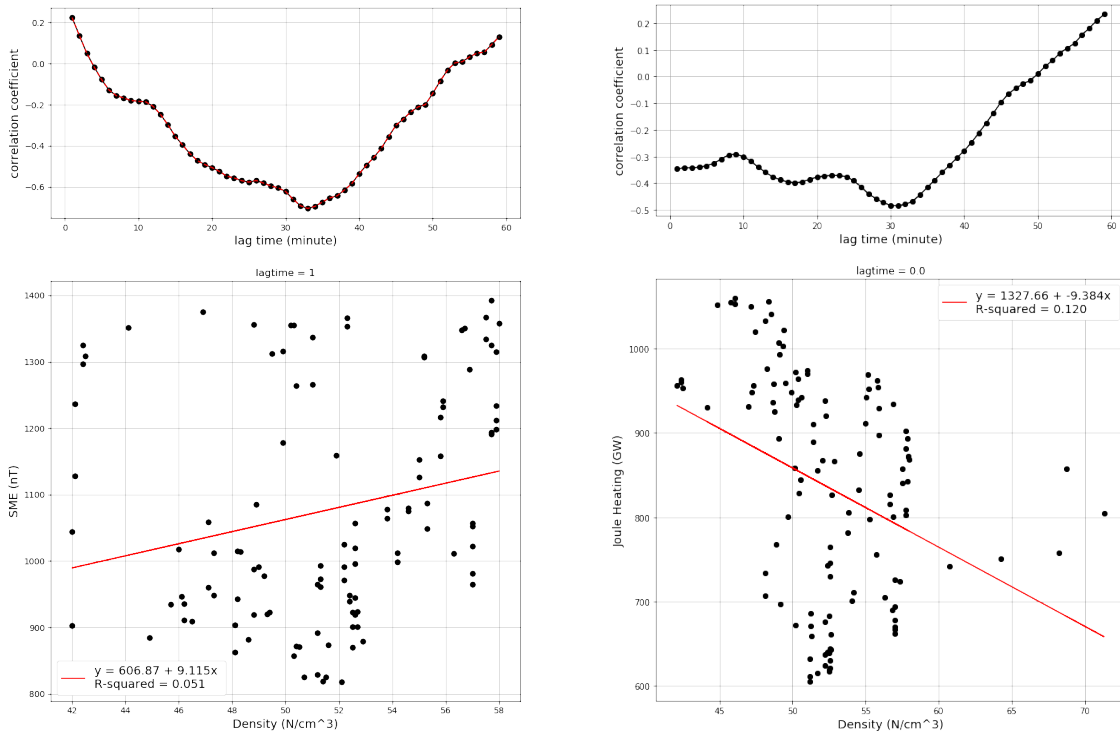 0.2
0.0
−0.2
−0.4
−0.6
correlation coefficient
0 10 20 30 40 50 60
lag time (minute)
0.2
0.1
0.0
−0.1
−0.2
−0.3
−0.4
−0.5
correlation coefficient
0 10 20 30 40 50 60
lag time (minute)
lagtime = 1
1400
1300
1200
1100
1000
900
800
SME (nT)
y = 606.87 + 9.115x
R-squared = 0.051
42 44 46 48 50 52 54 56 58
Density (N/cm^3)
lagtime = 0.0
y = 1327.66 + -9.384x
R-squared = 0.120
1000
900
800
700
600
Joule Heating (GW)
45 50 55 60 65 70
Density (N/cm^3)